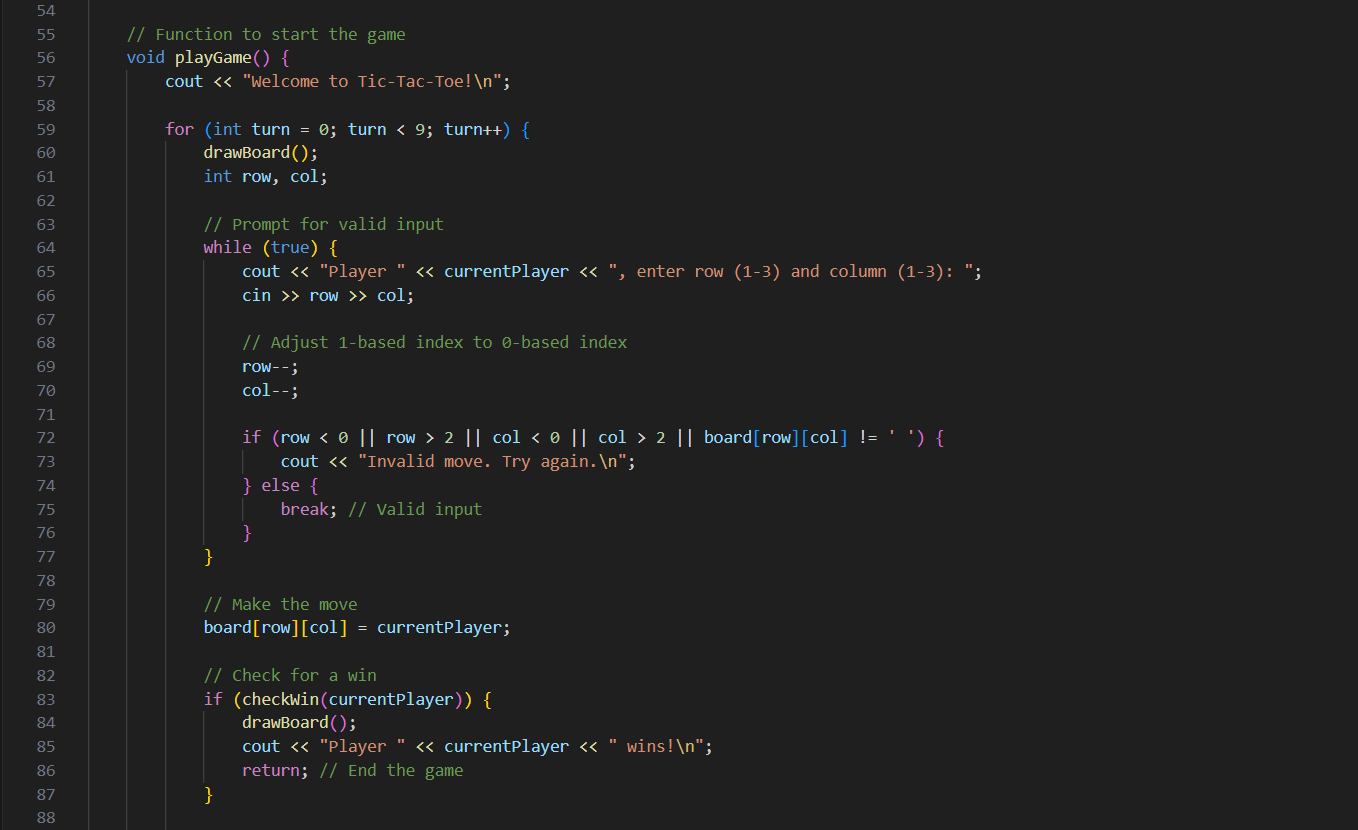 54
55 // Function to start the game
56 void playGame() {
57 cout << "Welcome to Tic-Tac-Toe!\n";
58
59 for (int turn = 0; turn < 9; turn++) {
60 drawBoard();
61 int row, col;
62
63 // Prompt for valid input
64 while (true) {
65 cout << "Player " << currentPlayer << ", enter row (1-3) and column (1-3): ";
66 cin >> row >> col;
67
68 // Adjust 1-based index to 0-based index
69 row--;
70 col--;
71
72 if (row < 0 || row > 2 || col < 0 || col > 2 || board[row][col] != ' ') {
73 cout << "Invalid move. Try again.\n";
74 } else {
75 break; // Valid input
76 }
77 }
78
79 // Make the move
80 board[row][col] = currentPlayer;
81
82 // Check for a win
83 if (checkWin(currentPlayer)) {
84 drawBoard();
85 cout << "Player " << currentPlayer << " wins!\n";
86 return; // End the game
87 }
88